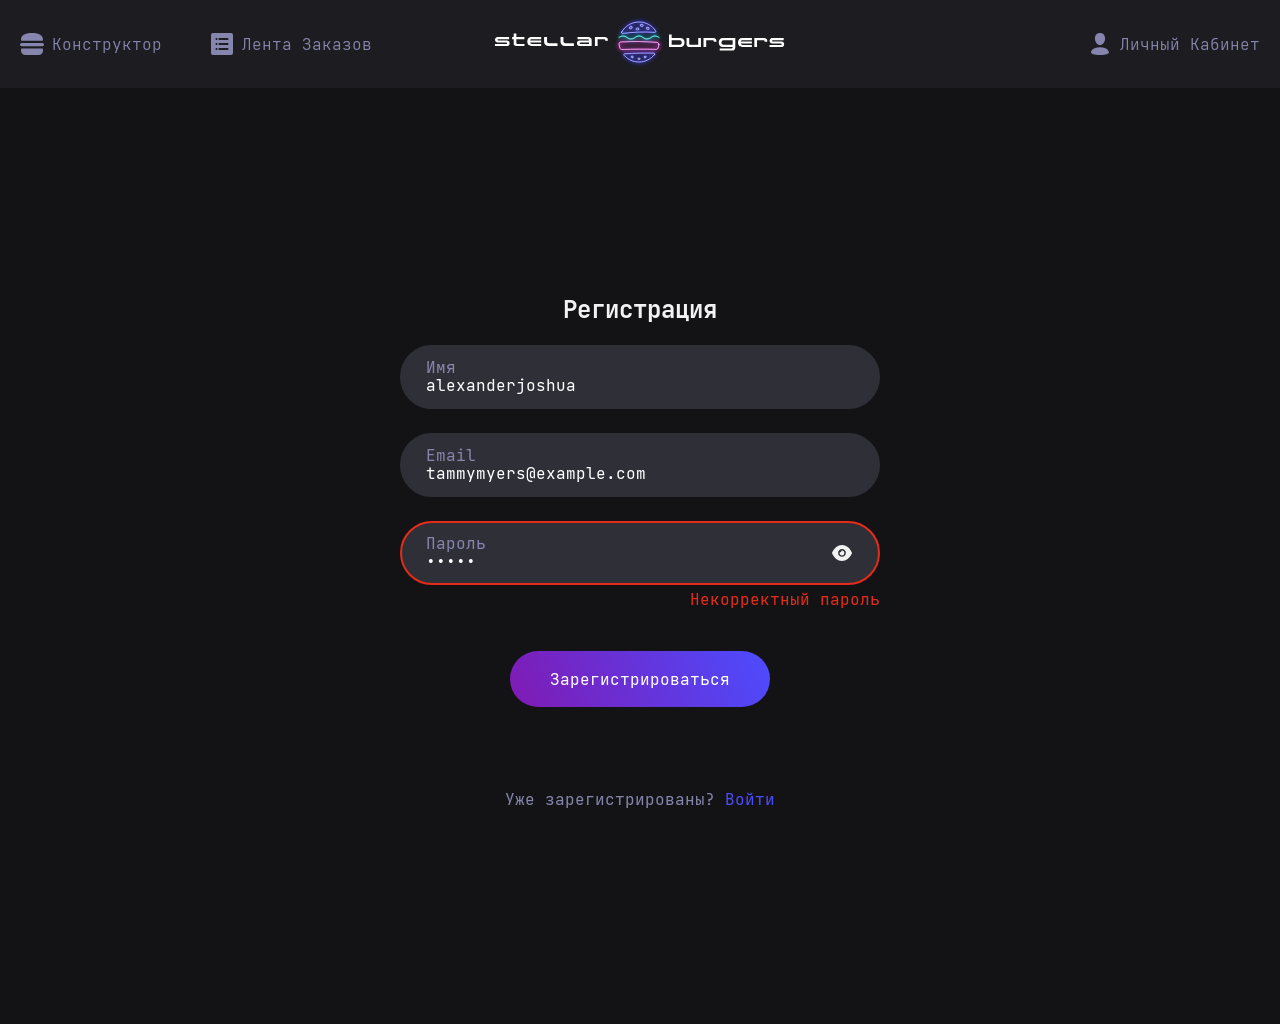 Конструктор
Лента Заказов
stellar burgers
Личный Кабинет
Регистрация
Имя
alexanderjoshua
Email
tammymyers@example.com
Пароль
•••••
Некорректный пароль
Зарегистрироваться
Уже зарегистрированы? Войти